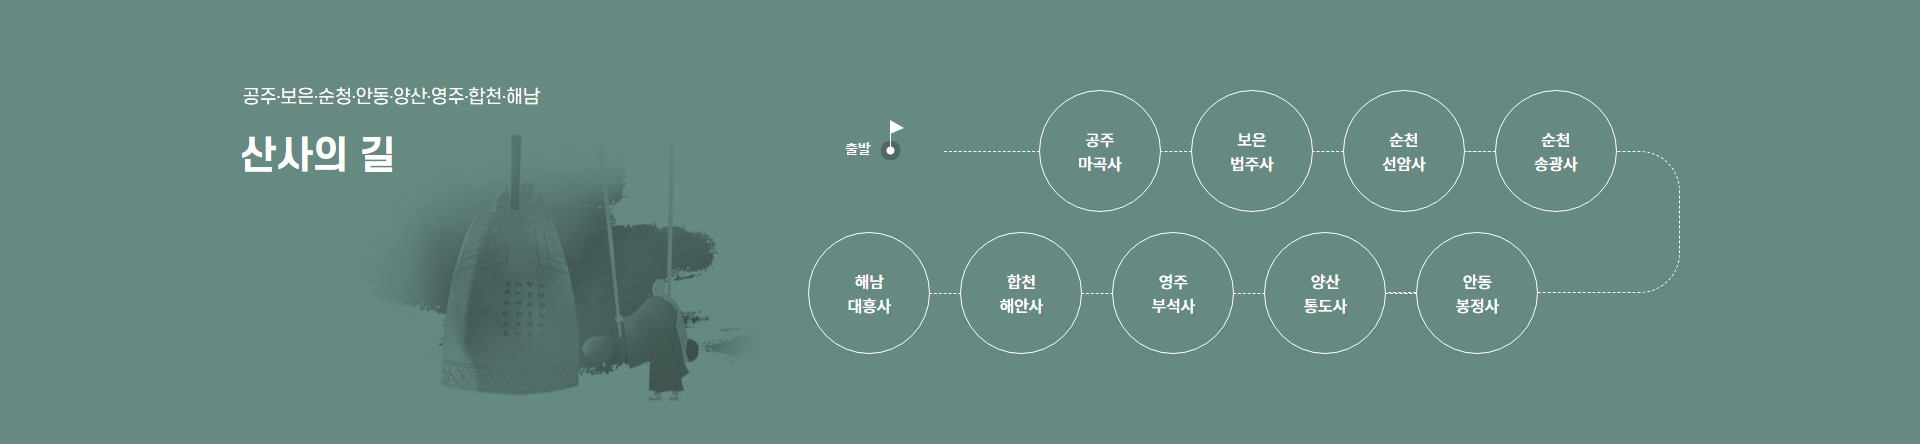 공주·보은·순청·안동·양산·영주·합천·해남
산사의 길
출발
공주
마곡사
보은
법주사
순천
선암사
순천
송광사
안동
봉정사
양산
통도사
영주
부석사
합천
해안사
해남
대흥사